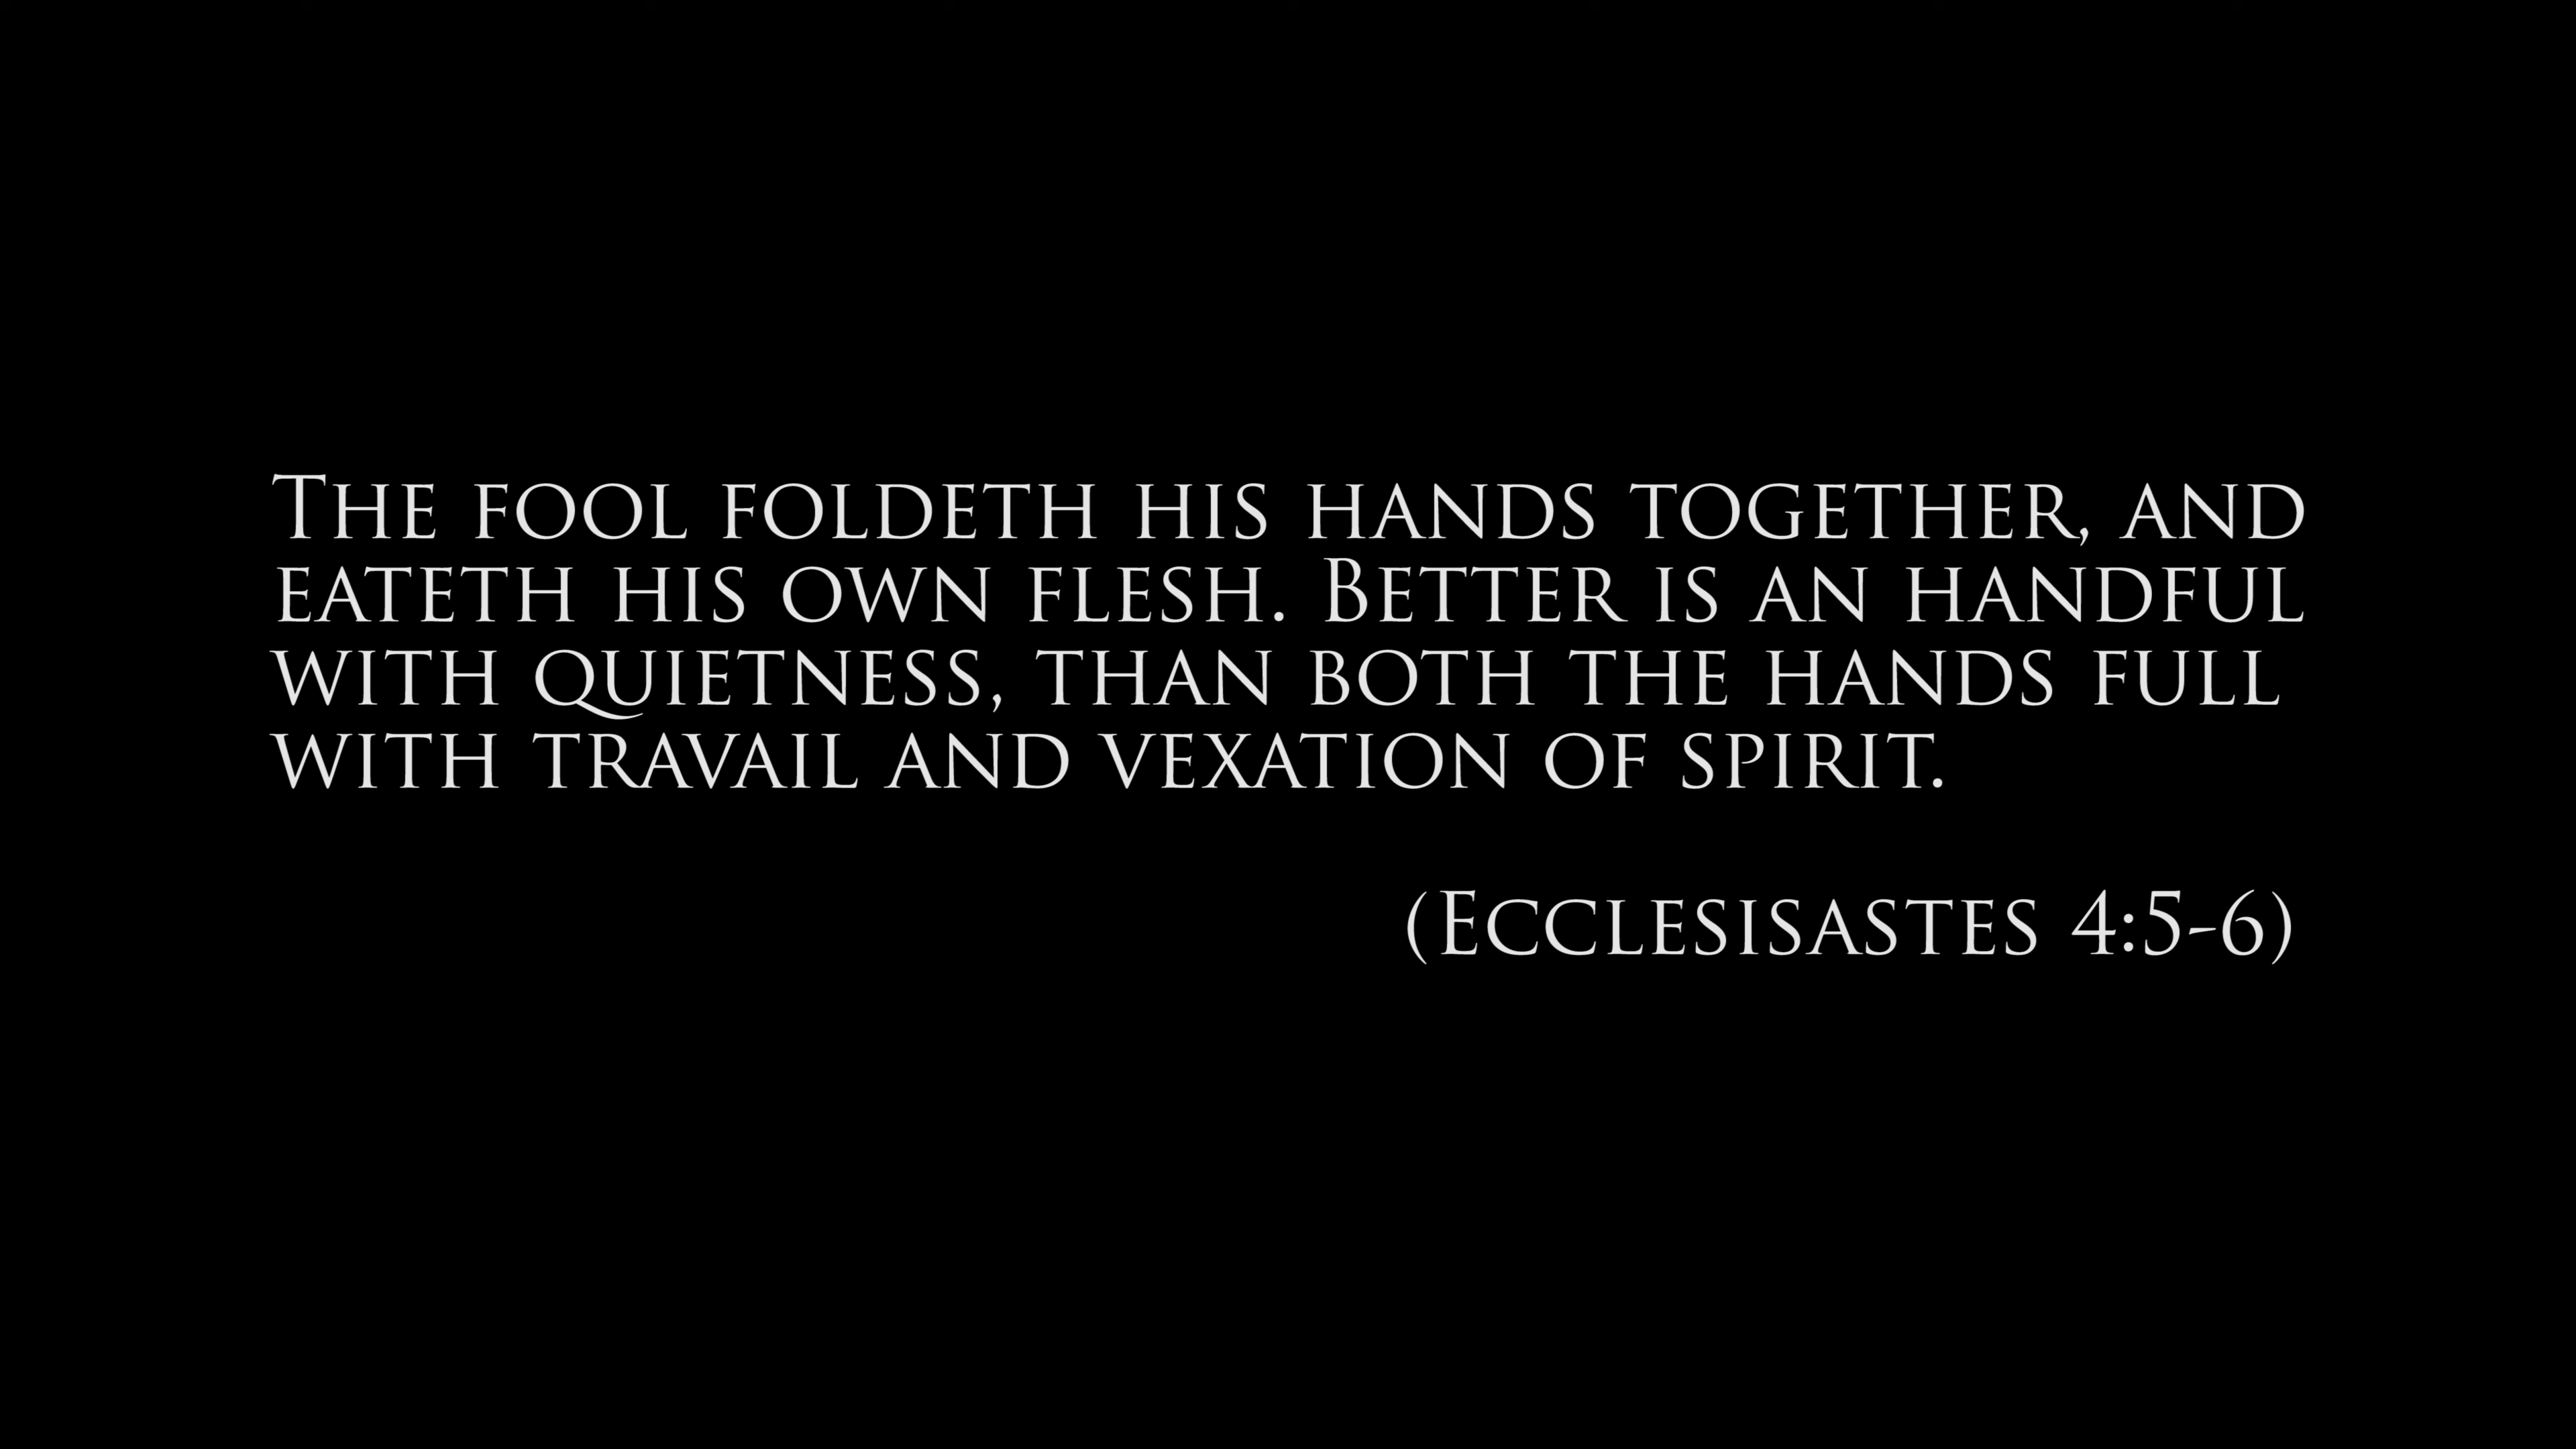 The fool foldeth his hands together, and
eateth his own flesh. Better is an handful
with quietness, than both the hands full
with travail and vexation of spirit.
(Ecclesisastes 4:5-6)